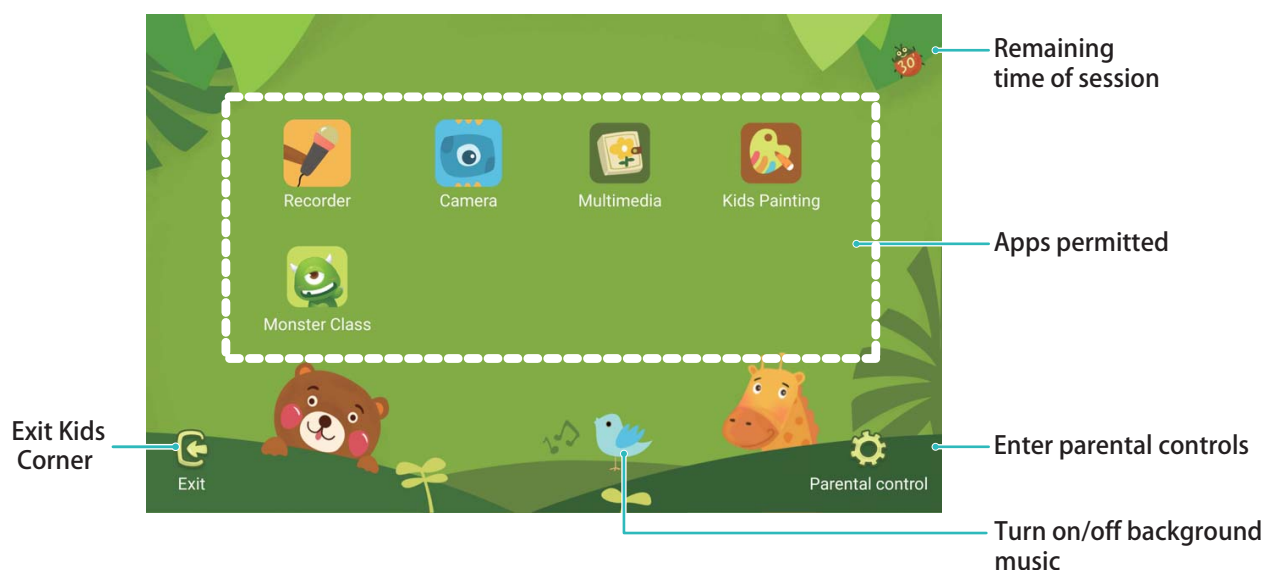 Remaining
time of session
30'
Recorder
Camera
Multimedia
Kids Painting
Apps permitted
Monster Class
Exit Kids
Corner
Exit
Enter parental controls
Parental control
Turn on/off background
music